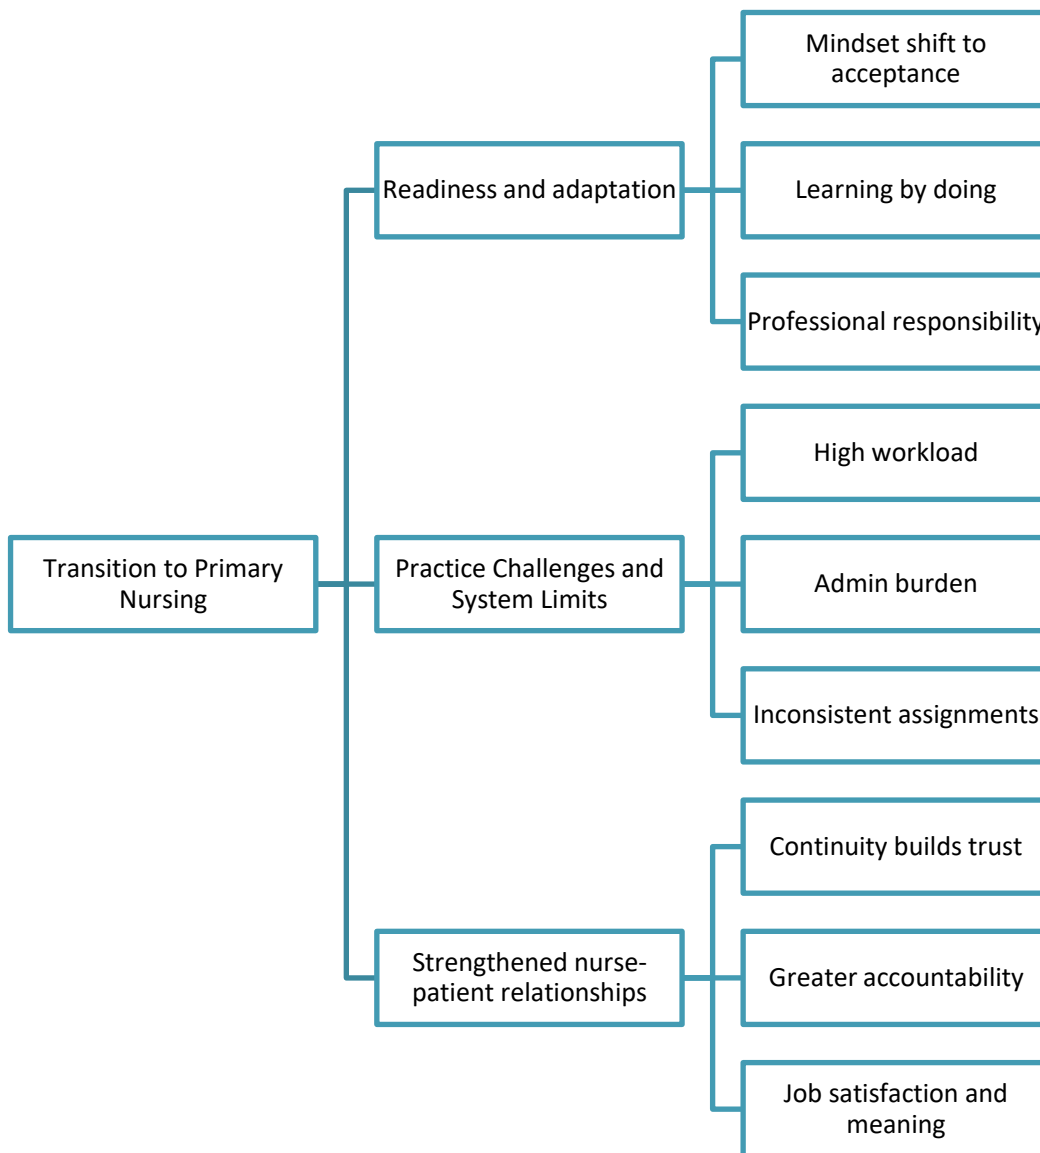 Mindset shift to
acceptance
Readiness and adaptation
Learning by doing
Professional responsibility
High workload
Transition to Primary
Nursing
Practice Challenges and
System Limits
Admin burden
Inconsistent assignments
Continuity builds trust
Strengthened nurse-
patient relationships
Greater accountability
Job satisfaction and
meaning